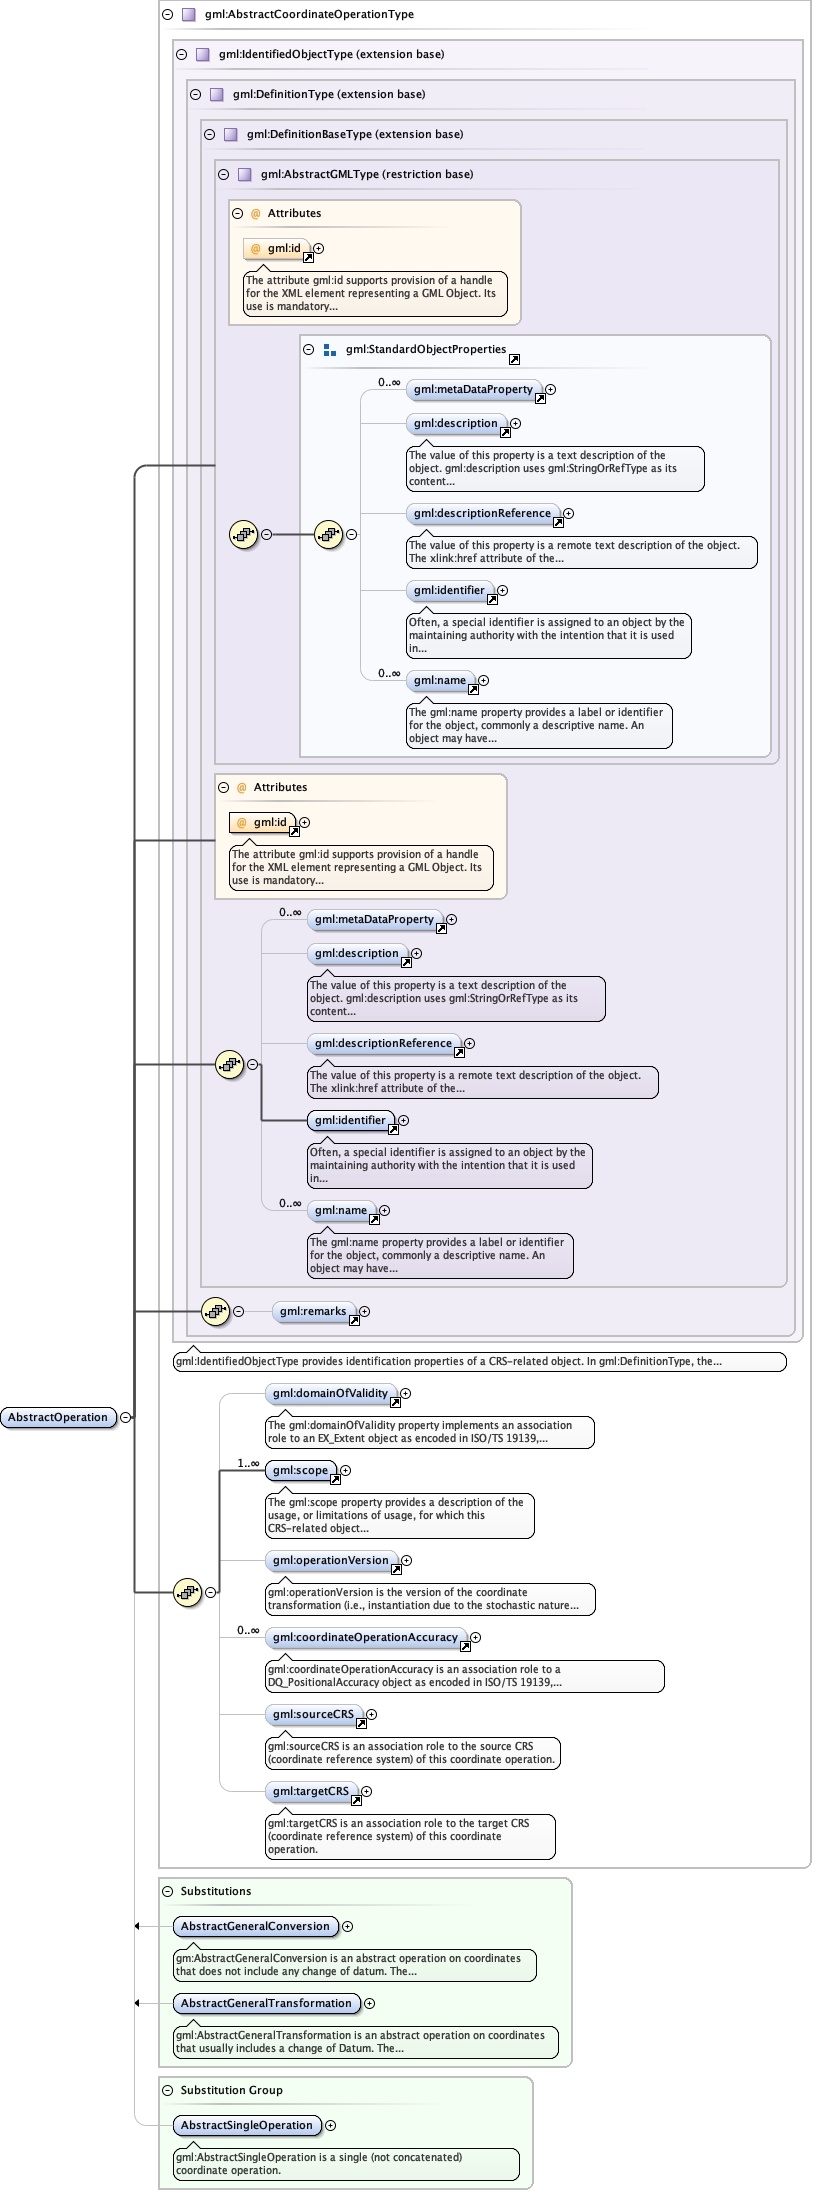 gml:AbstractCoordinateOperationType
gml:IdentifiedObjectType (extension base)
gml:DefinitionType (extension base)
gml:DefinitionBaseType (extension base)
gml:AbstractGMLType (restriction base)
@ Attributes
@ gml:id
The attribute gml:id supports provision of a handle
for the XML element representing a GML Object. Its
use is mandatory...
gml:StandardObjectProperties
0..∞
gml:metaDataProperty
gml:description
The value of this property is a text description of the
object. gml:description uses gml:StringOrRefType as its
content...
gml:descriptionReference
The value of this property is a remote text description of the object.
The xlink:href attribute of the...
gml:identifier
Often, a special identifier is assigned to an object by the
maintaining authority with the intention that it is used
in...
0..∞
gml:name
The gml:name property provides a label or identifier
for the object, commonly a descriptive name. An
object may have...
@ Attributes
@ gml:id
The attribute gml:id supports provision of a handle
for the XML element representing a GML Object. Its
use is mandatory...
0..∞
gml:metaDataProperty
gml:description
The value of this property is a text description of the
object. gml:description uses gml:StringOrRefType as its
content...
gml:descriptionReference
The value of this property is a remote text description of the object.
The xlink:href attribute of the...
gml:identifier
Often, a special identifier is assigned to an object by the
maintaining authority with the intention that it is used
in...
0..∞
gml:name
The gml:name property provides a label or identifier
for the object, commonly a descriptive name. An
object may have...
gml:remarks
gml:IdentifiedObjectType provides identification properties of a CRS-related object. In gml:DefinitionType, the...
AbstractOperation
gml:domainOfValidity
The gml:domainOfValidity property implements an association
role to an EX_Extent object as encoded in ISO/TS 19139,...
1..∞
gml:scope
The gml:scope property provides a description of the
usage, or limitations of usage, for which this
CRS-related object...
gml:operationVersion
gml:operationVersion is the version of the coordinate
transformation (i.e., instantiation due to the stochastic nature...
0..∞
gml:coordinateOperationAccuracy
gml:coordinateOperationAccuracy is an association role to a
DQ_PositionalAccuracy object as encoded in ISO/TS 19139,...
gml:sourceCRS
gml:sourceCRS is an association role to the source CRS
(coordinate reference system) of this coordinate operation.
gml:targetCRS
gml:targetCRS is an association role to the target CRS
(coordinate reference system) of this coordinate
operation.
Substitutions
AbstractGeneralConversion
gm:AbstractGeneralConversion is an abstract operation on coordinates
that does not include any change of datum. The...
AbstractGeneralTransformation
gml:AbstractGeneralTransformation is an abstract operation on coordinates
that usually includes a change of Datum. The...
Substitution Group
AbstractSingleOperation
gml:AbstractSingleOperation is a single (not concatenated)
coordinate operation.